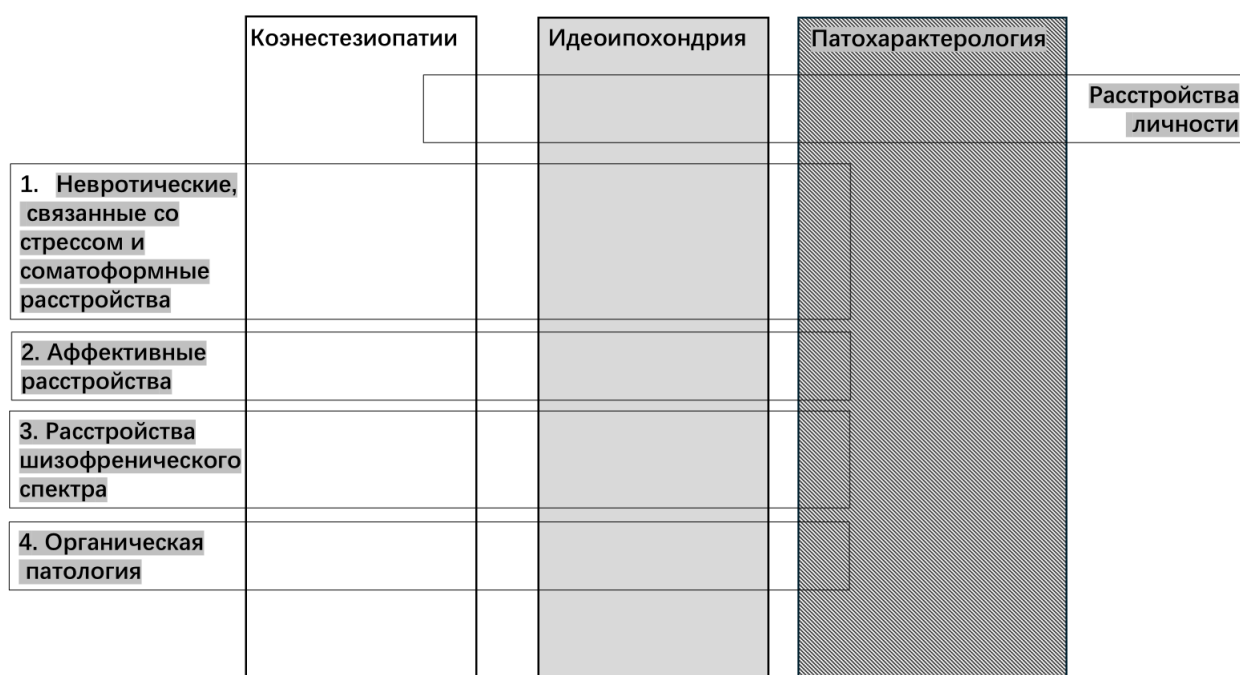 Коэнестезиопатии
Идеоипохондрия
Патохарактерология
Расстройства
личности
1. Невротические,
связанные со
стрессом и
соматоформные
расстройства
2. Аффективные
расстройства
3. Расстройства
шизофренического
спектра
4. Органическая
патология